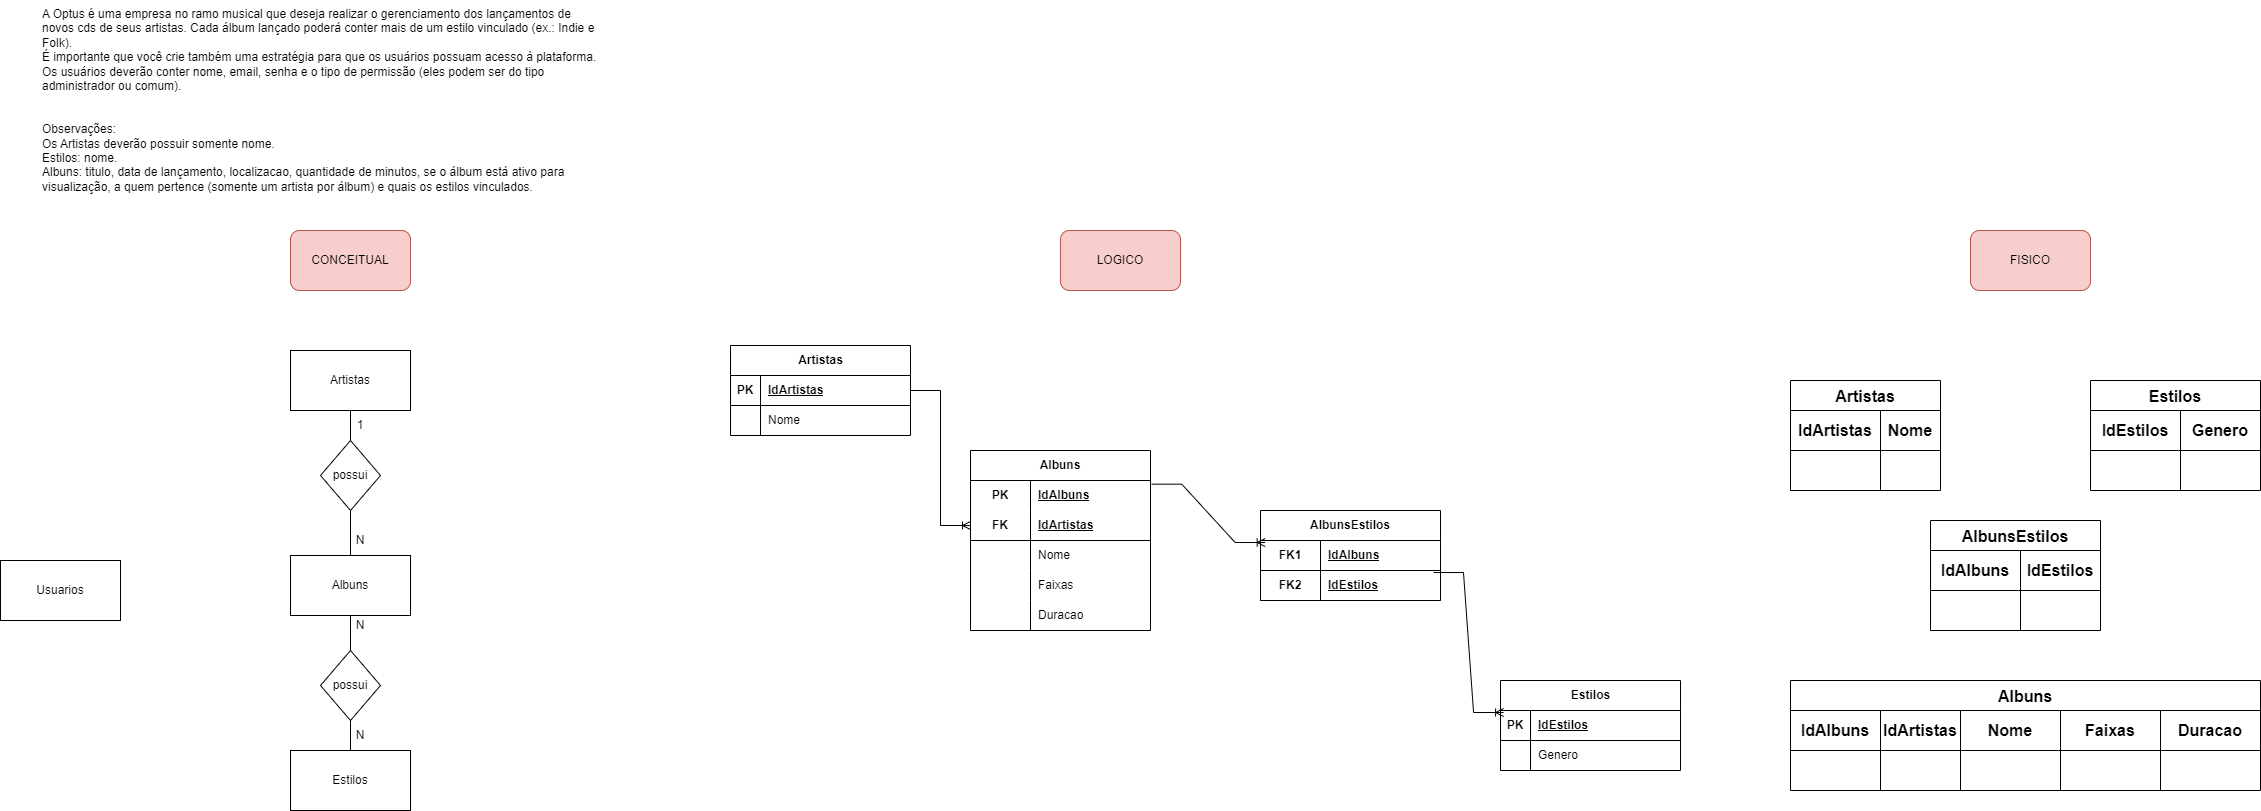 A Optus é uma empresa no ramo musical que deseja realizar o gerenciamento dos lançamentos de
novos cds de seus artistas. Cada álbum lançado poderá conter mais de um estilo vinculado (ex.: Indie e
Folk).
É importante que você crie também uma estratégia para que os usuários possuam acesso à plataforma.
Os usuários deverão conter nome, email, senha e o tipo de permissão (eles podem ser do tipo
administrador ou comum).
Observações:
Os Artistas deverão possuir somente nome.
Estilos: nome.
Albuns: titulo, data de lançamento, localizacao, quantidade de minutos, se o álbum está ativo para
visualização, a quem pertence (somente um artista por álbum) e quais os estilos vinculados.
CONCEITUAL
Artistas
1
possui
N
Albuns
N
possui
N
Estilos
Usuarios
LOGICO
Artistas
PK IdArtistas
Nome
Albuns
PK IdAlbuns
FK IdArtistas
Nome
Faixas
Duracao
AlbunsEstilos
FK1 IdAlbuns
FK2 IdEstilos
Estilos
PK IdEstilos
Genero
FISICO
Artistas
IdArtistas Nome
Estilos
IdEstilos Genero
AlbunsEstilos
IdAlbuns IdEstilos
Albuns
IdAlbuns IdArtistas Nome Faixas Duracao